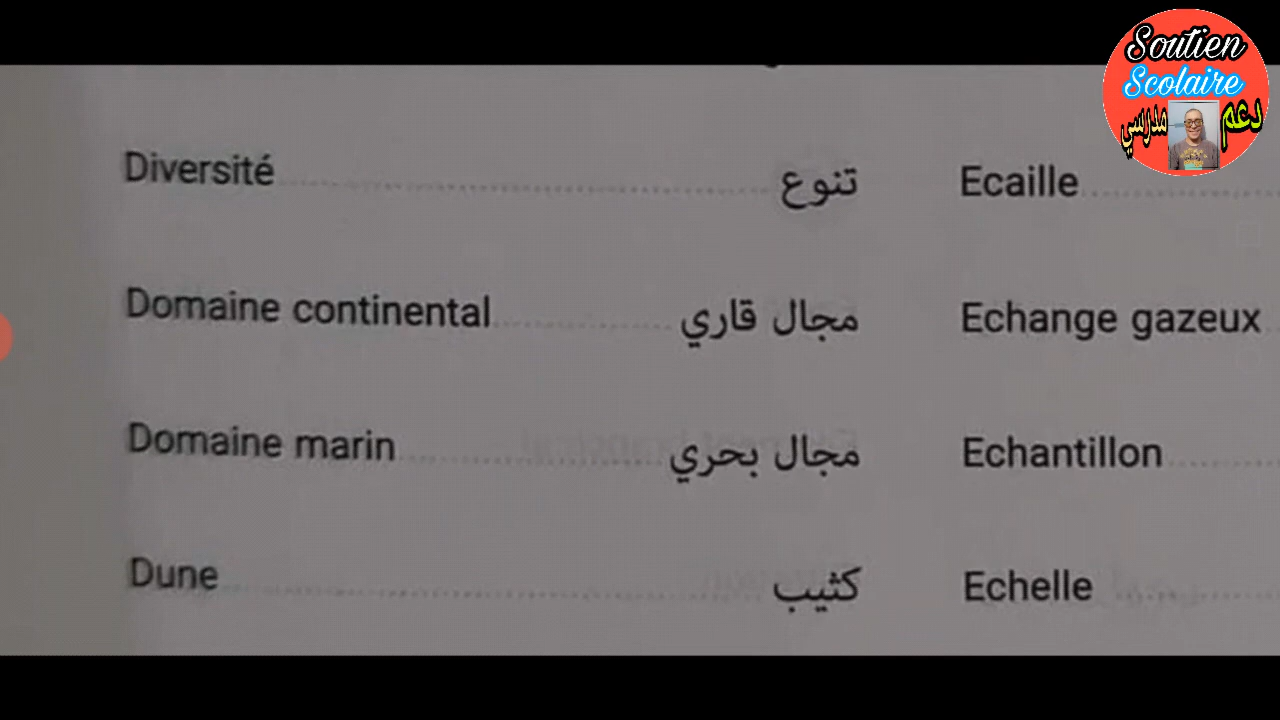 Soutien
Scolaire
دعم مدرسي
Diversité تنوع
Domaine continental مجال قاري
Domaine marin مجال بحري
Dune كثيب
Ecaille
Echange gazeux
Echantillon
Echelle